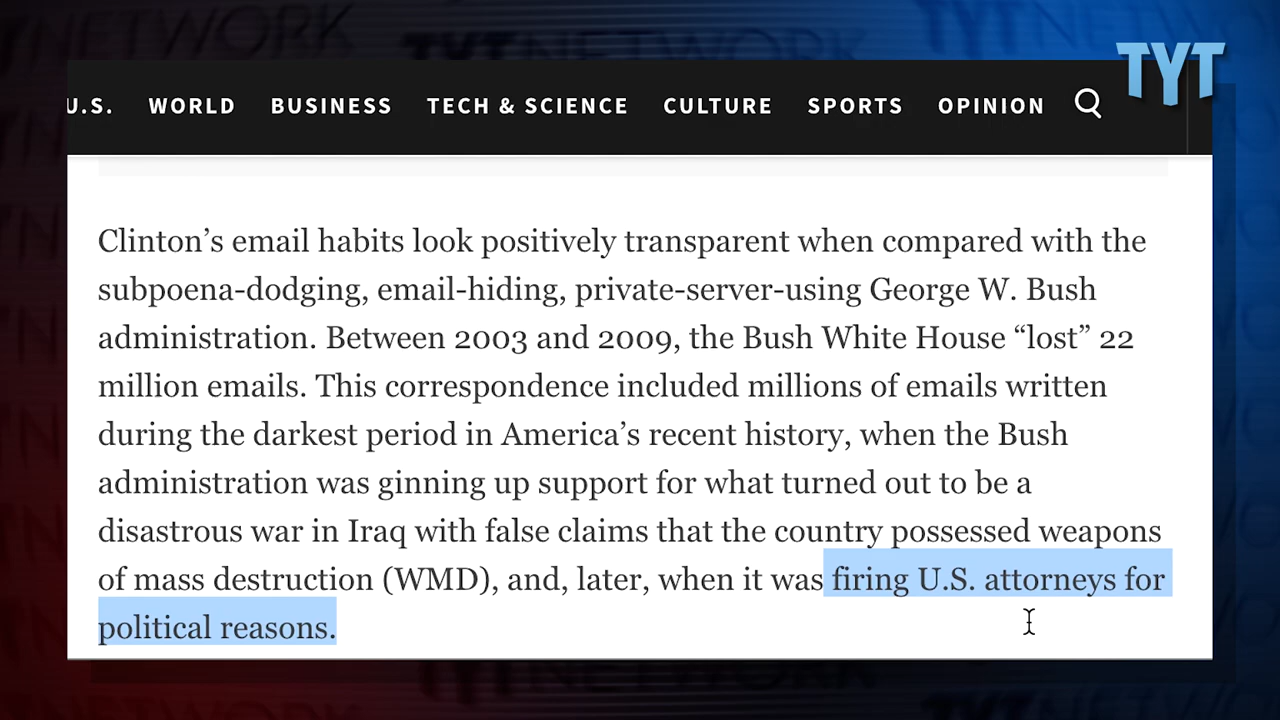 TYT
U.S. WORLD BUSINESS TECH & SCIENCE CULTURE SPORTS OPINION
Clinton’s email habits look positively transparent when compared with the
subpoena-dodging, email-hiding, private-server-using George W. Bush
administration. Between 2003 and 2009, the Bush White House “lost” 22
million emails. This correspondence included millions of emails written
during the darkest period in America’s recent history, when the Bush
administration was ginning up support for what turned out to be a
disastrous war in Iraq with false claims that the country possessed weapons
of mass destruction (WMD), and, later, when it was firing U.S. attorneys for
political reasons.